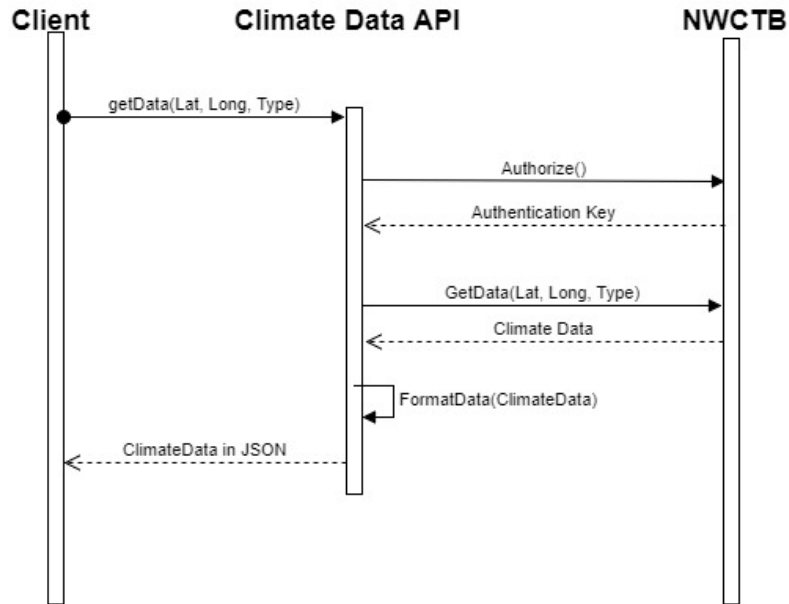 Client
Climate Data API
NWCTB
getData(Lat, Long, Type)
Authorize()
Authentication Key
GetData(Lat, Long, Type)
Climate Data
FormatData(ClimateData)
ClimateData in JSON